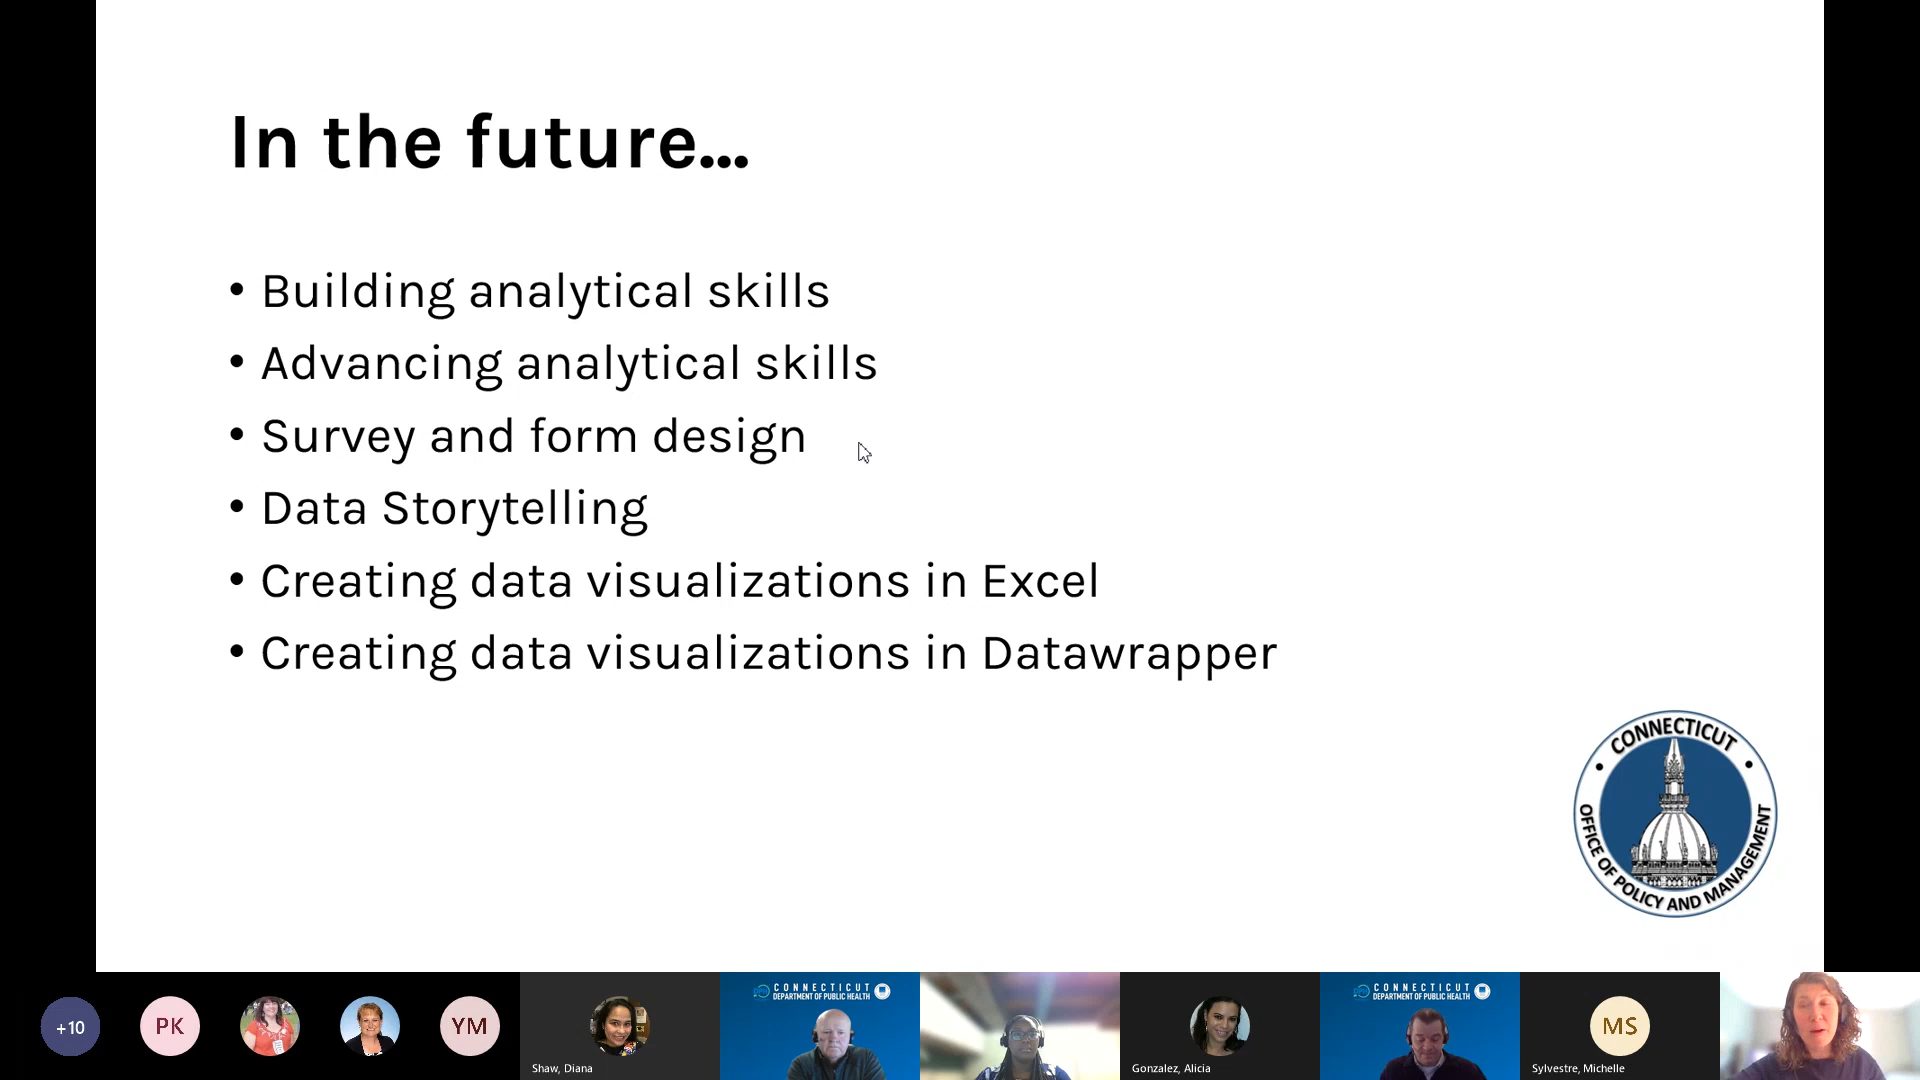 In the future...
• Building analytical skills
• Advancing analytical skills
• Survey and form design
• Data Storytelling
• Creating data visualizations in Excel
• Creating data visualizations in Datawrapper
CONNECTICUT
OFFICE OF POLICY AND MANAGEMENT
+10
PK
YM
Shaw, Diana
CONNECTICUT
DEPARTMENT OF PUBLIC HEALTH
Gonzalez, Alicia
CONNECTICUT
DEPARTMENT OF PUBLIC HEALTH
MS
Sylvestre, Michelle